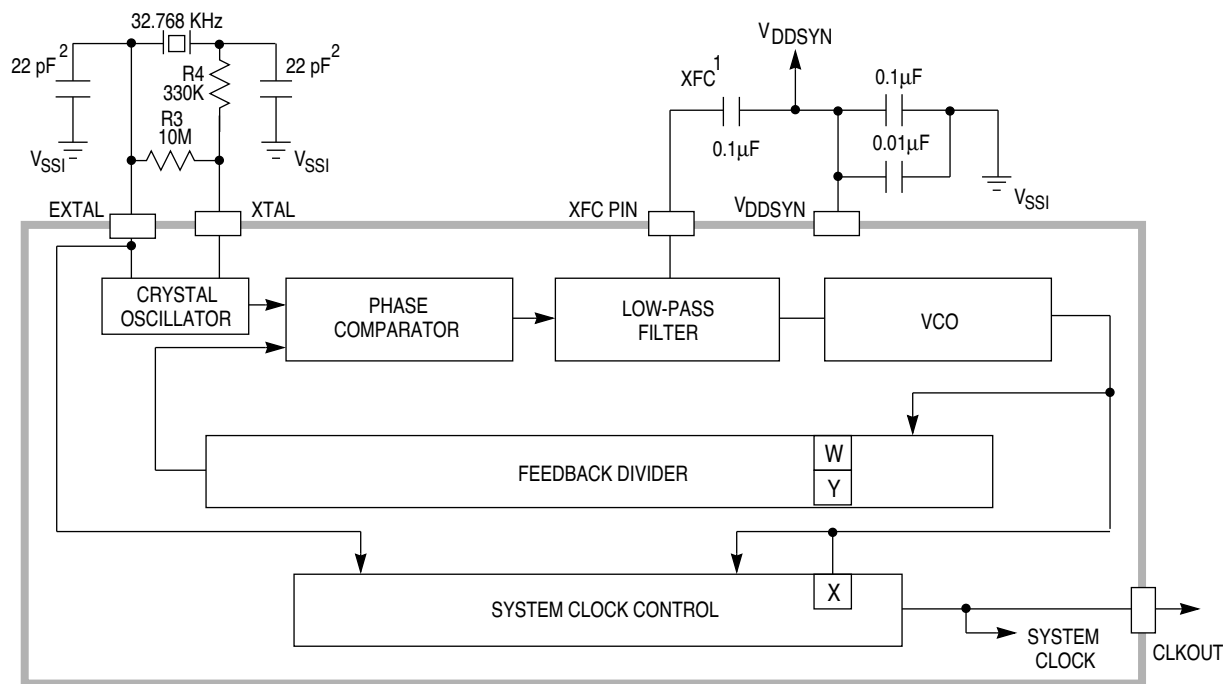 32.768 KHz
22 pF2
R4
330K
22 pF2
R3
10M
VSSI
VSSI
VDDSYN
XFC1
0.1µF
0.1µF
0.01µF
VSSI
EXTAL
XTAL
XFC PIN
VDDSYN
CRYSTAL
OSCILLATOR
PHASE
COMPARATOR
LOW-PASS
FILTER
VCO
FEEDBACK DIVIDER
W
Y
SYSTEM CLOCK CONTROL
X
SYSTEM
CLOCK
CLKOUT